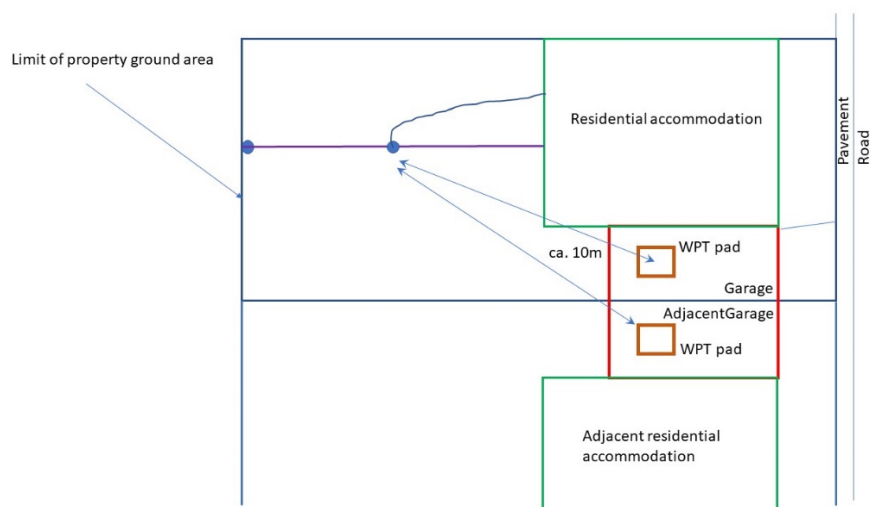 Limit of property ground area
Residential accommodation
Pavement
Road
WPT pad
ca. 10m
Garage
AdjacentGarage
WPT pad
Adjacent residential
accommodation